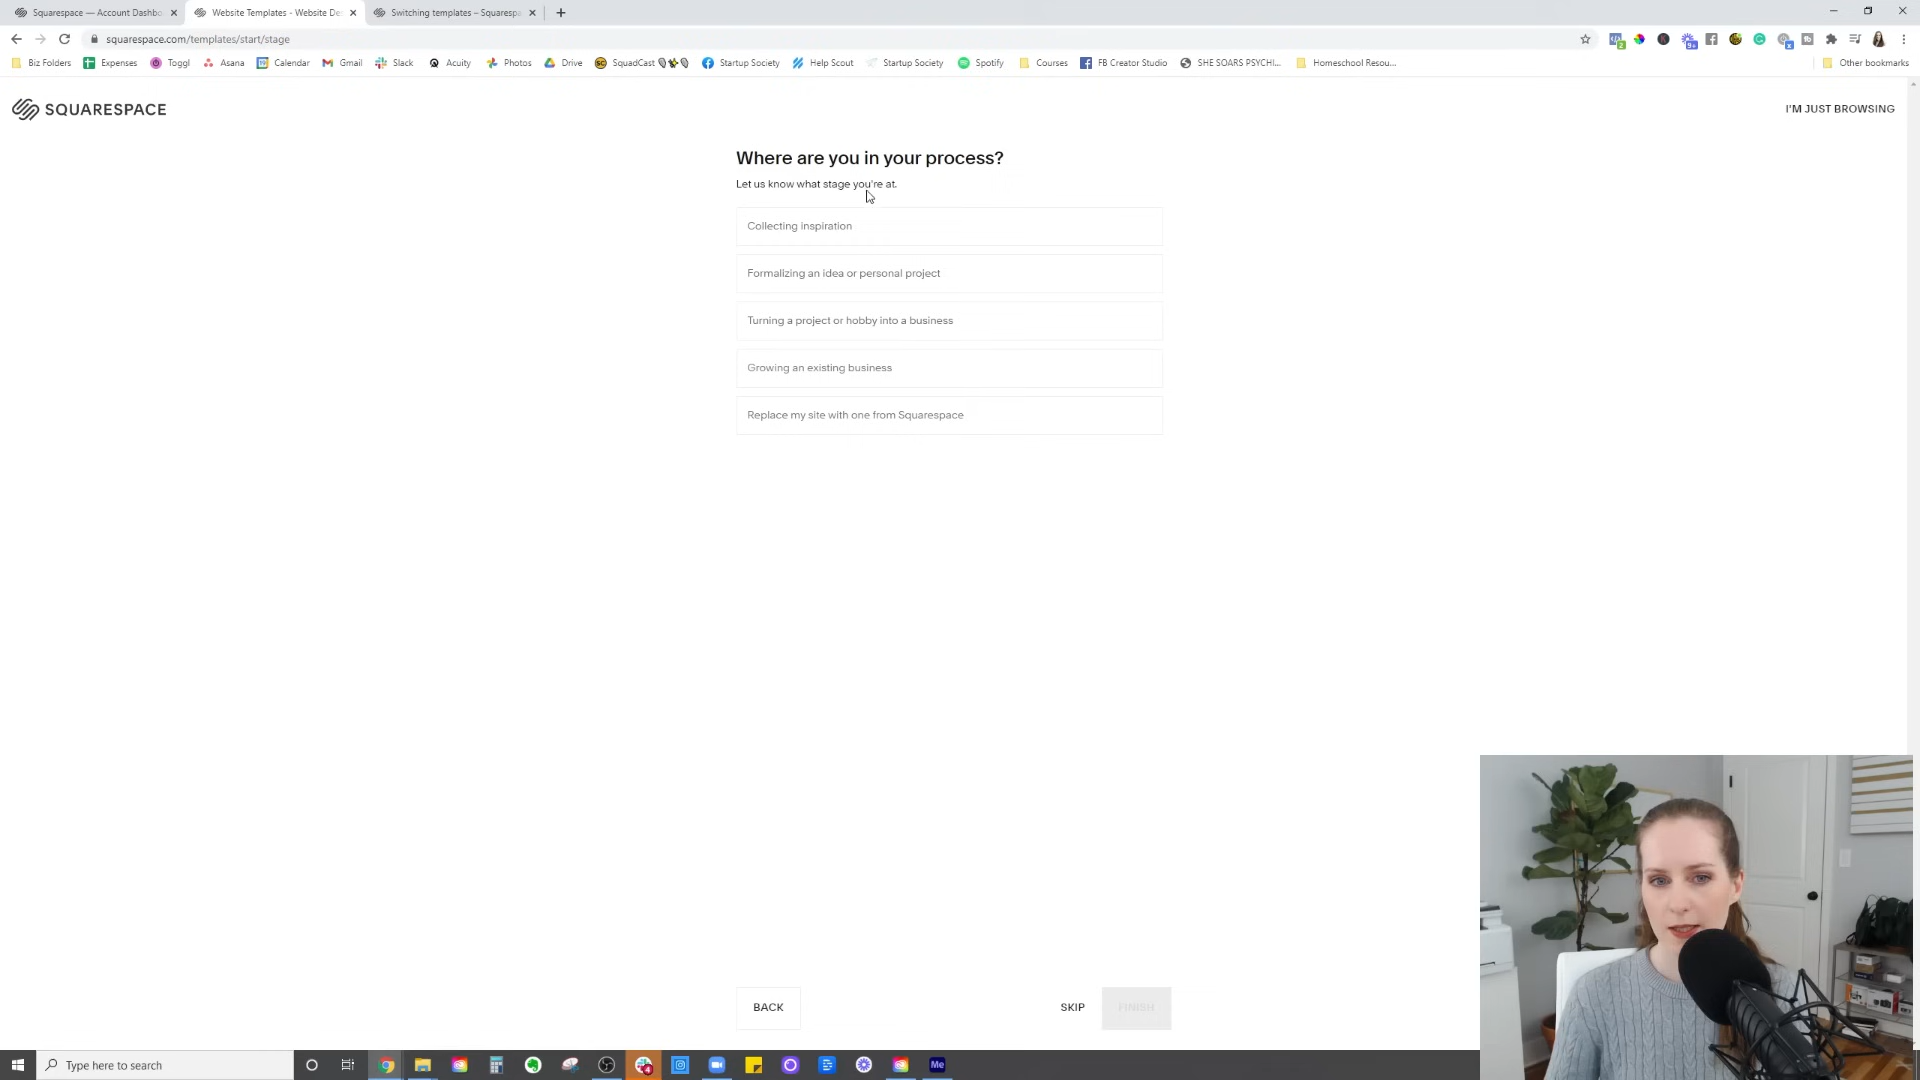 Squarespace — Account Dashbo
Website Templates - Website De
Switching templates – Squarespa
squarespace.com/templates/start/stage
Biz Folders
Expenses
Toggl
Asana
Calendar
Gmail
Slack
Acuity
Photos
Drive
SquadCast
Startup Society
Help Scout
Startup Society
Spotify
Courses
FB Creator Studio
SHE SOARS PSYCHI...
Homeschool Resou...
Other bookmarks
SQUARESPACE
I'M JUST BROWSING
Where are you in your process?
Let us know what stage you're at.
Collecting inspiration
Formalizing an idea or personal project
Turning a project or hobby into a business
Growing an existing business
Replace my site with one from Squarespace
BACK
SKIP
FINISH
Type here to search
Me